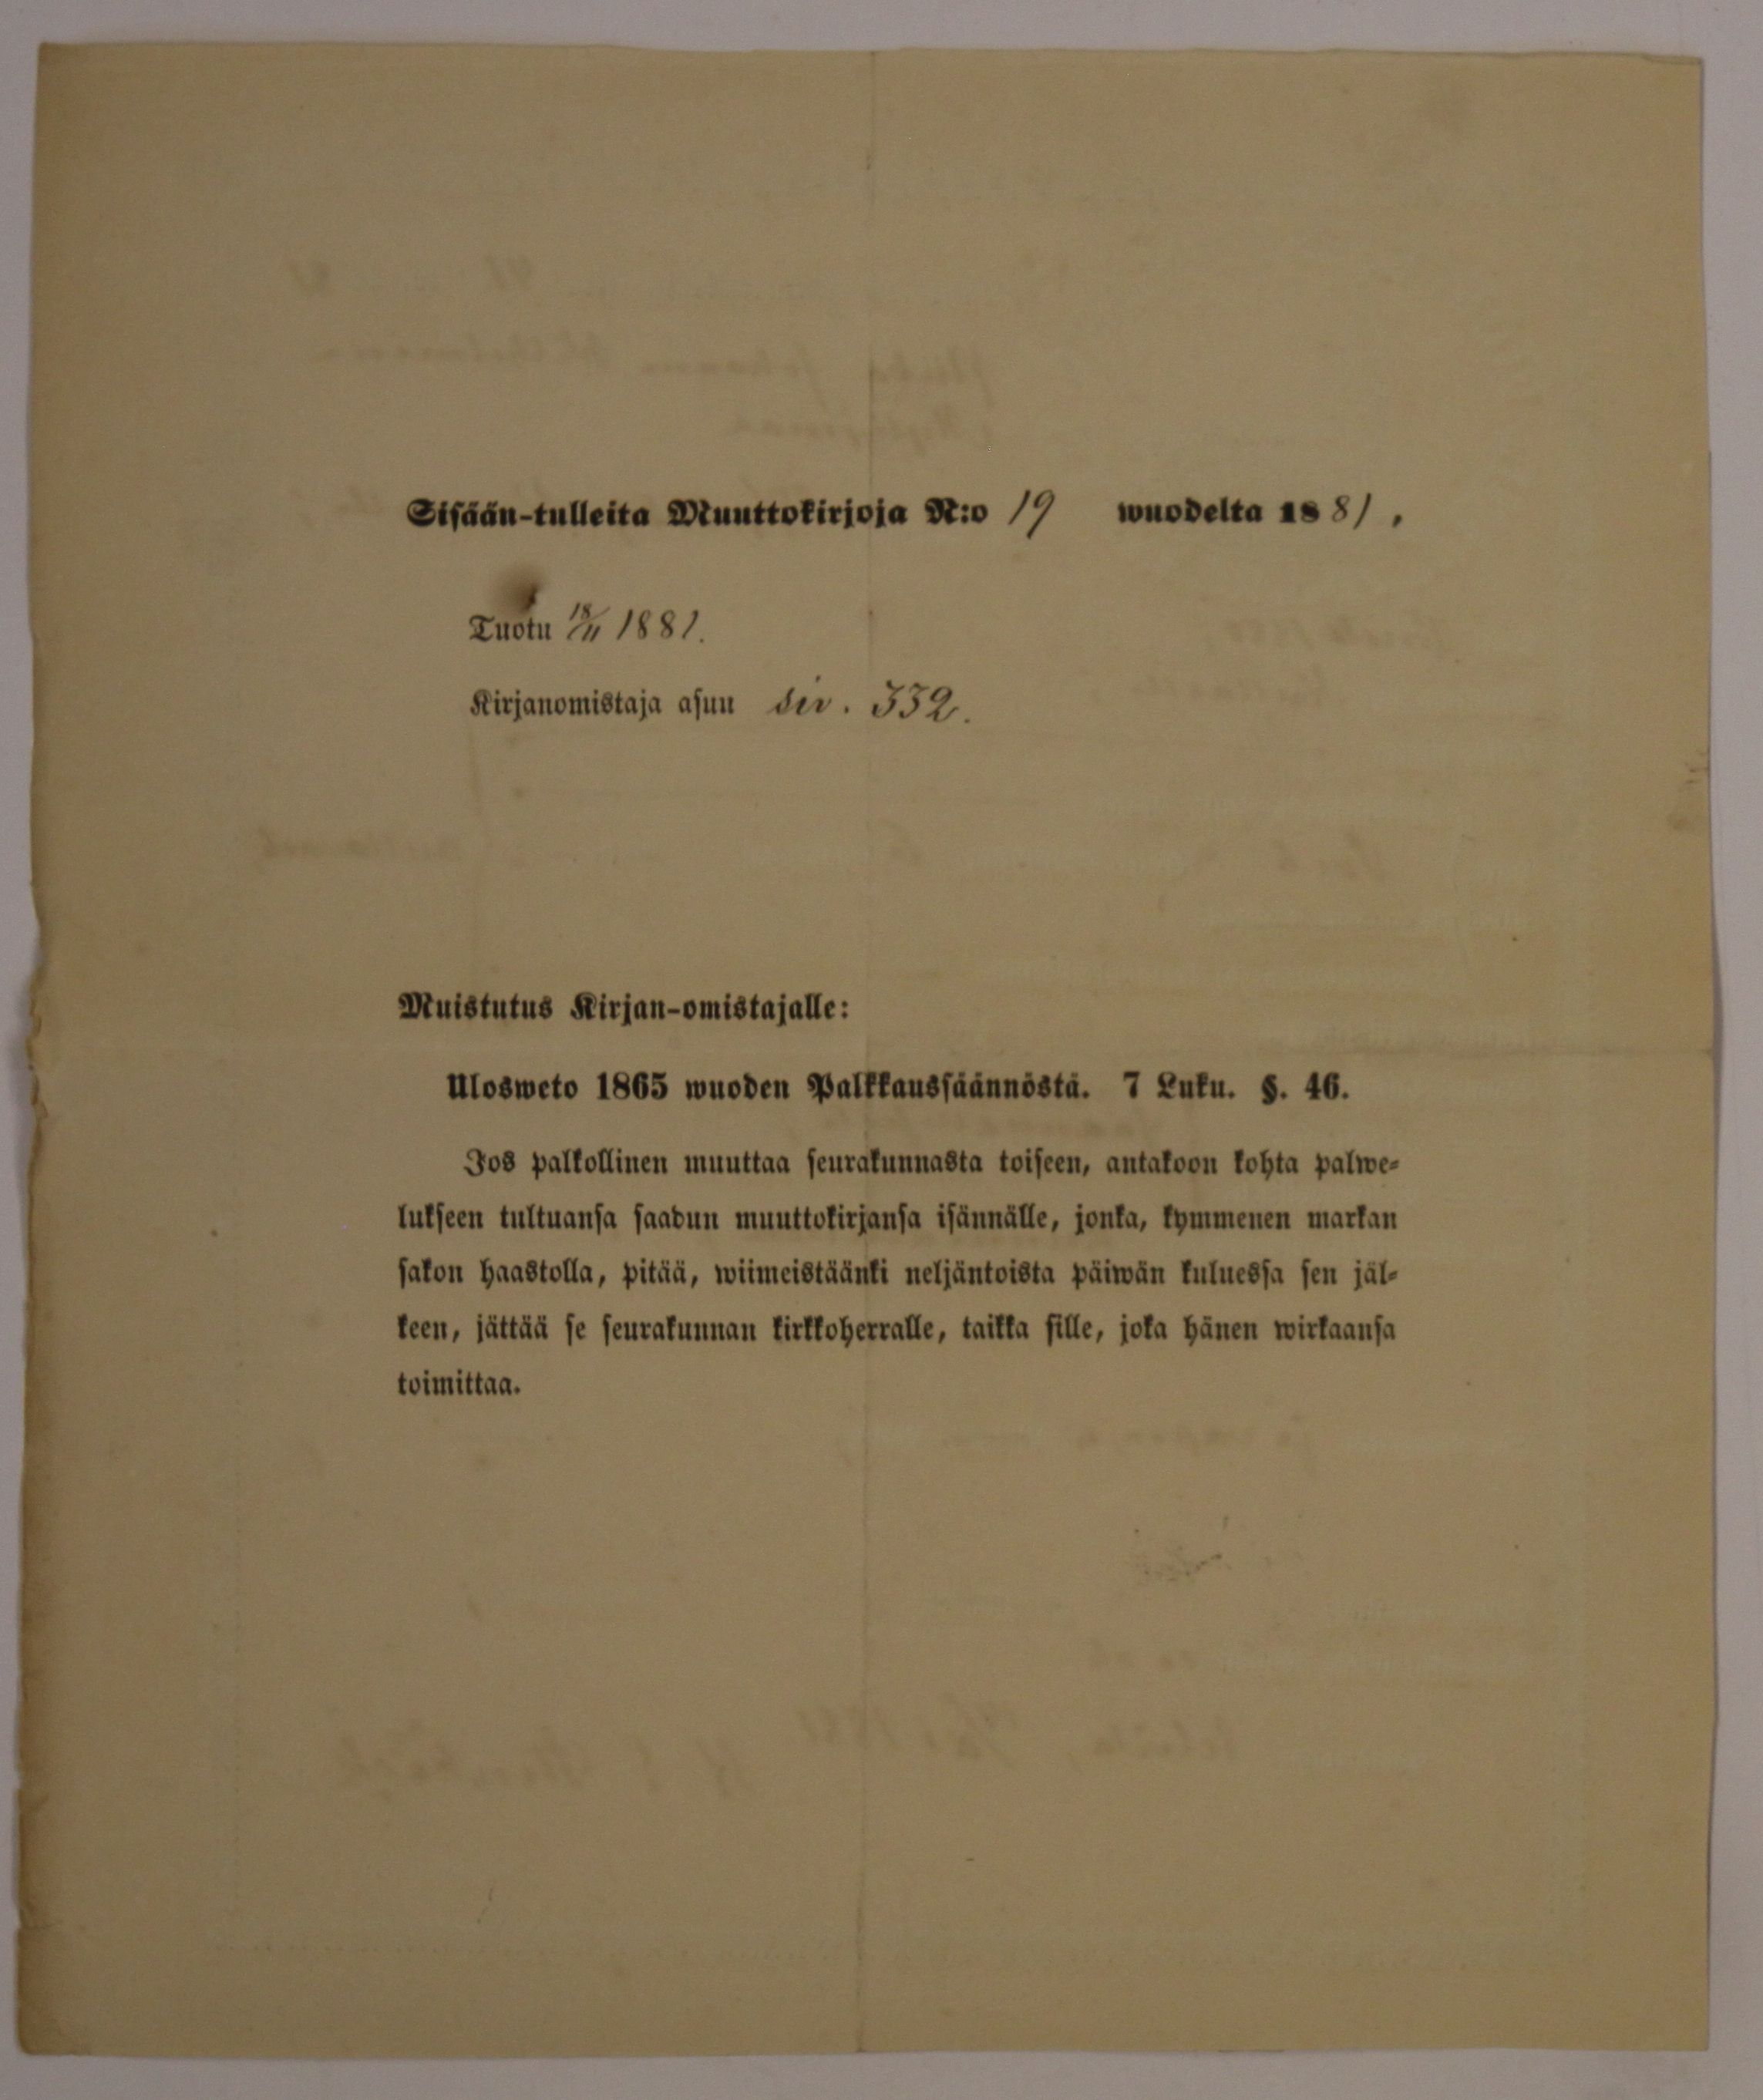 Sisään-tulleita Muuttokirjoja N:o 19 wuodelta 1881,
Tuotu 18/11 1881.
Kirjanomistaja asuu siv. 332.
Muistutus Kirjan-omistajalle:
Ulosweto 1865 wuoden Palkkaussäännöstä. 7 Luku. §. 46.
Jos palkollinen muuttaa seurakunnasta toiseen, antakoon kohta palwe-
lukseen tultuansa saadun muuttokirjansa isännälle, jonka, kymmenen markan
sakon haastolla, pitää, wiimeistäänki neljäntoista päiwän kuluessa sen jäl-
keen, jättää se seurakunnan kirkkoherralle, taikka sille, joka hänen wirkaansa
toimittaa.